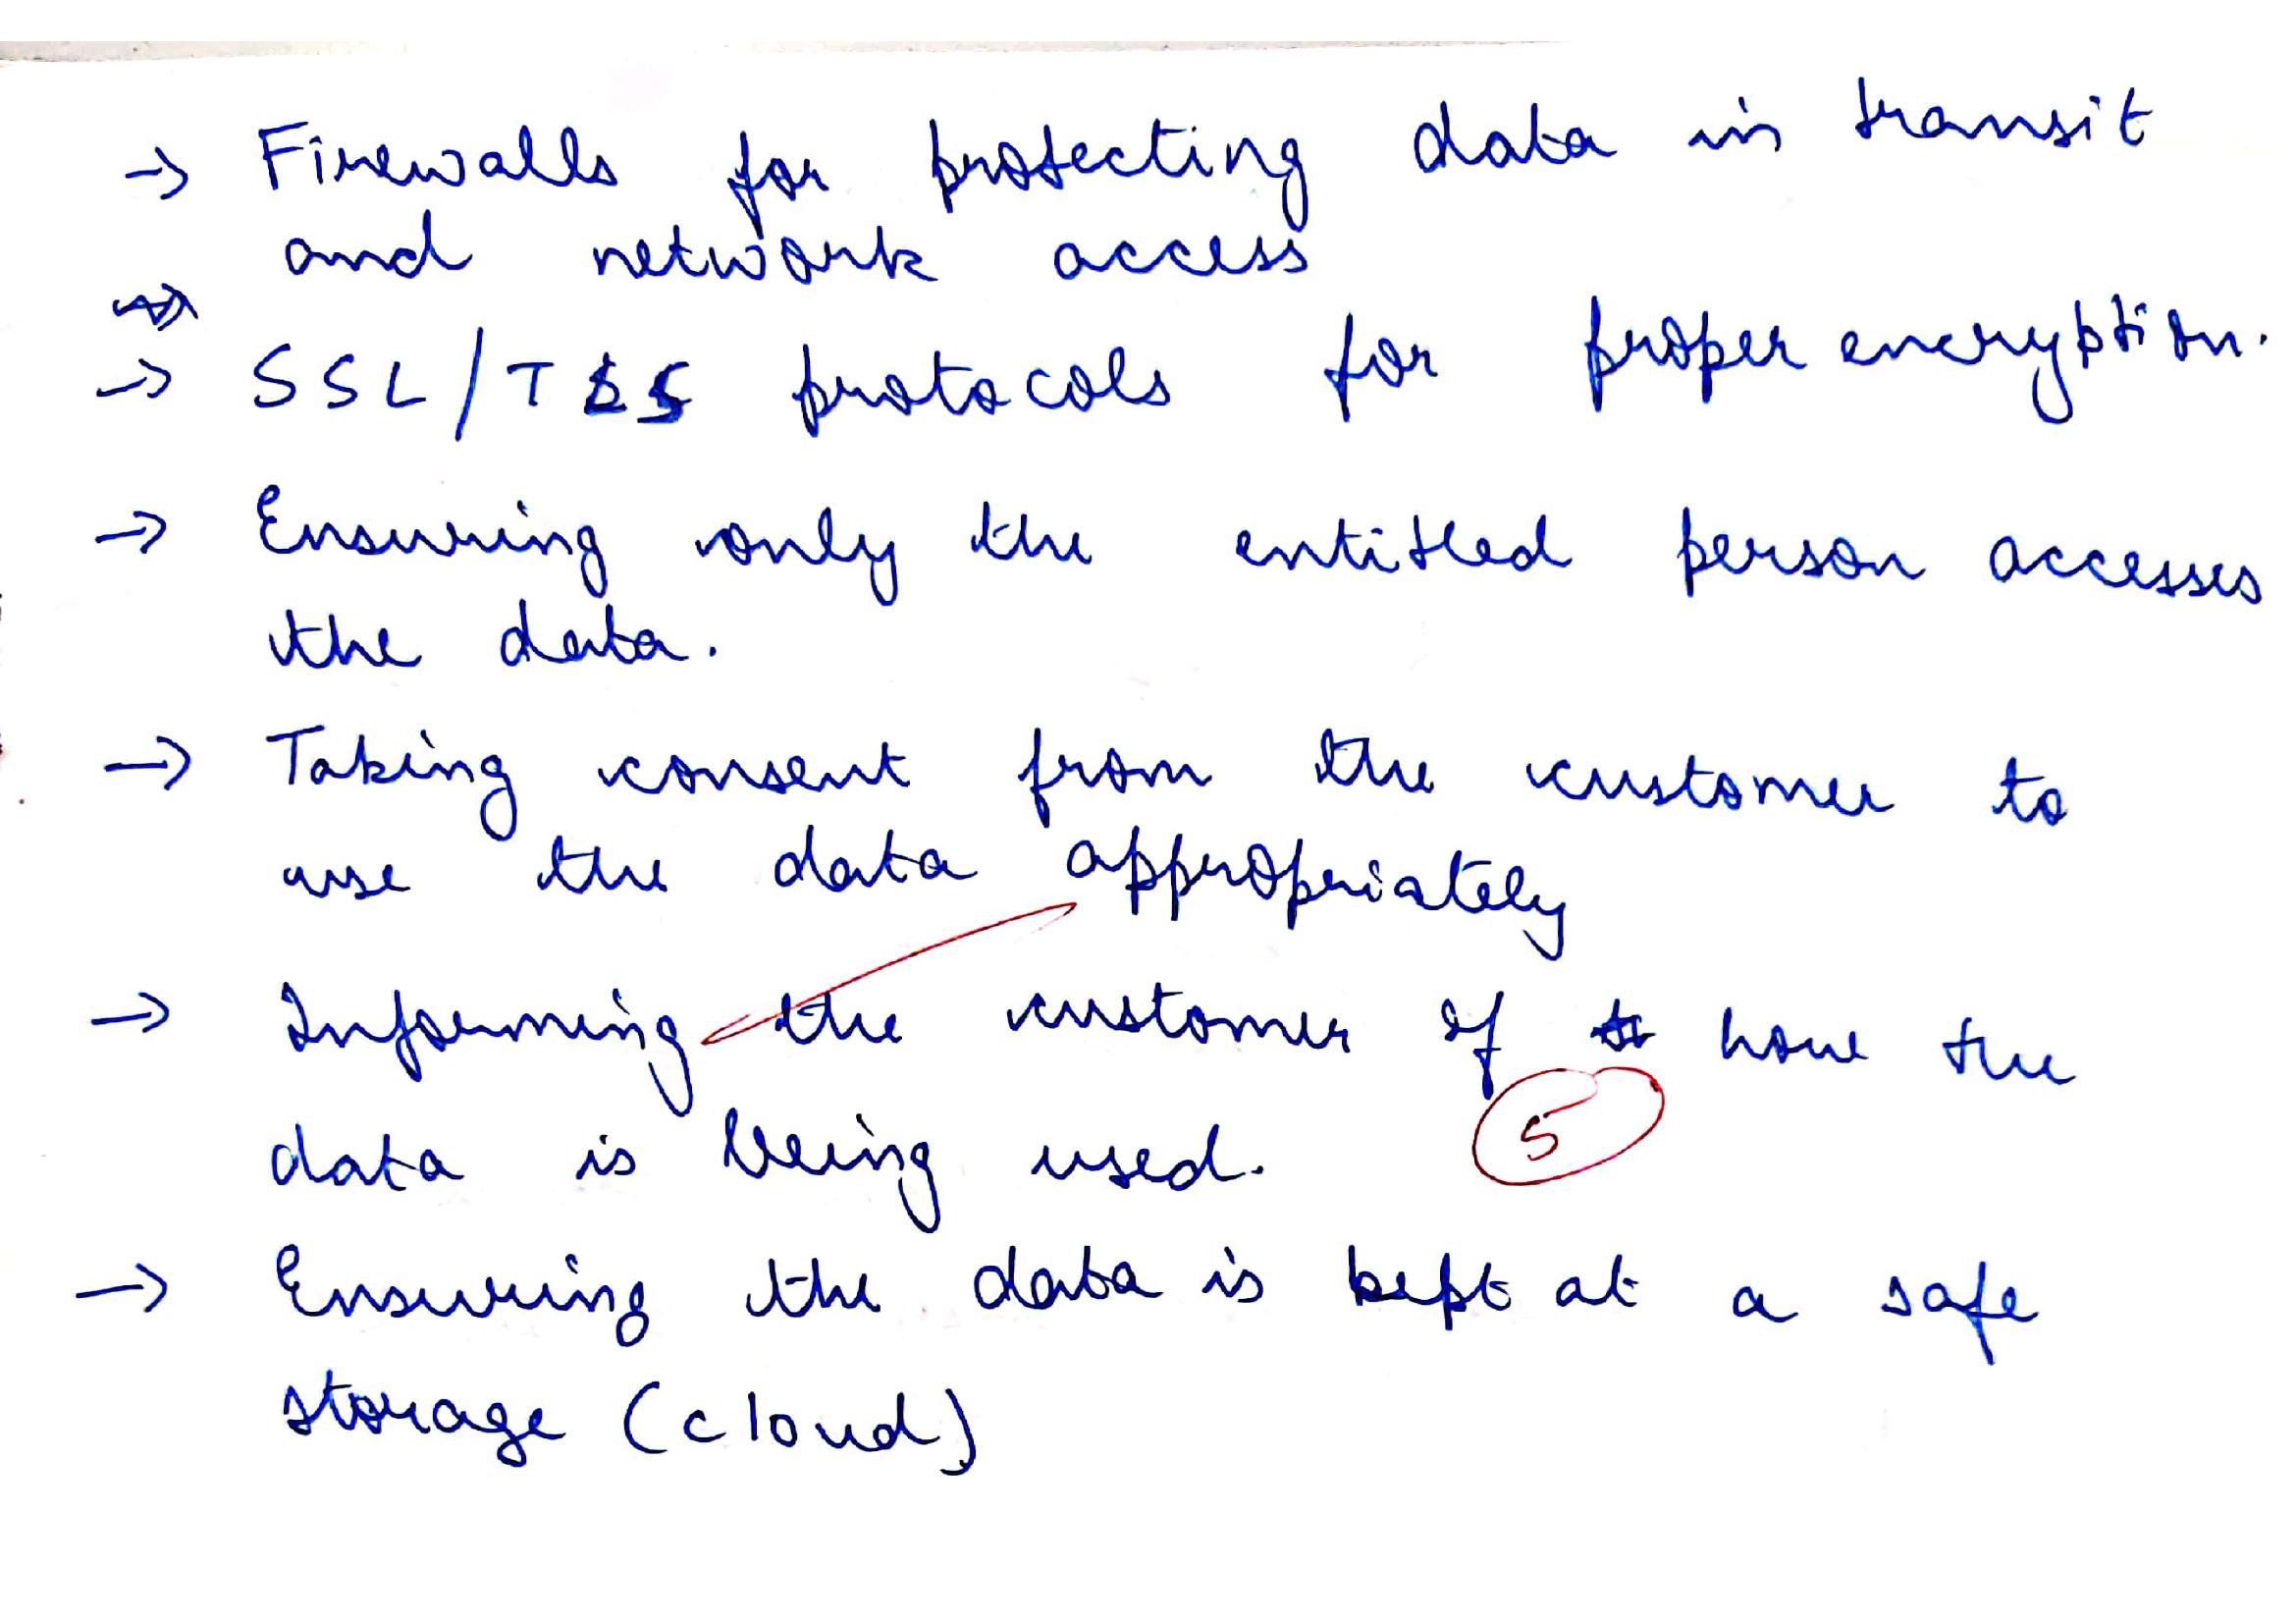 → Firewalls for protecting data in transit
and network access
→ SSL/TLS protocols for proper encryption.
→ Ensuring only the entitled person accesses
the data.
→ Taking consent from the customer to
use the data appropriately
→ Informing the customer if how the
data is being used.
5
→ Ensuring the data is kept at a safe
storage (cloud)